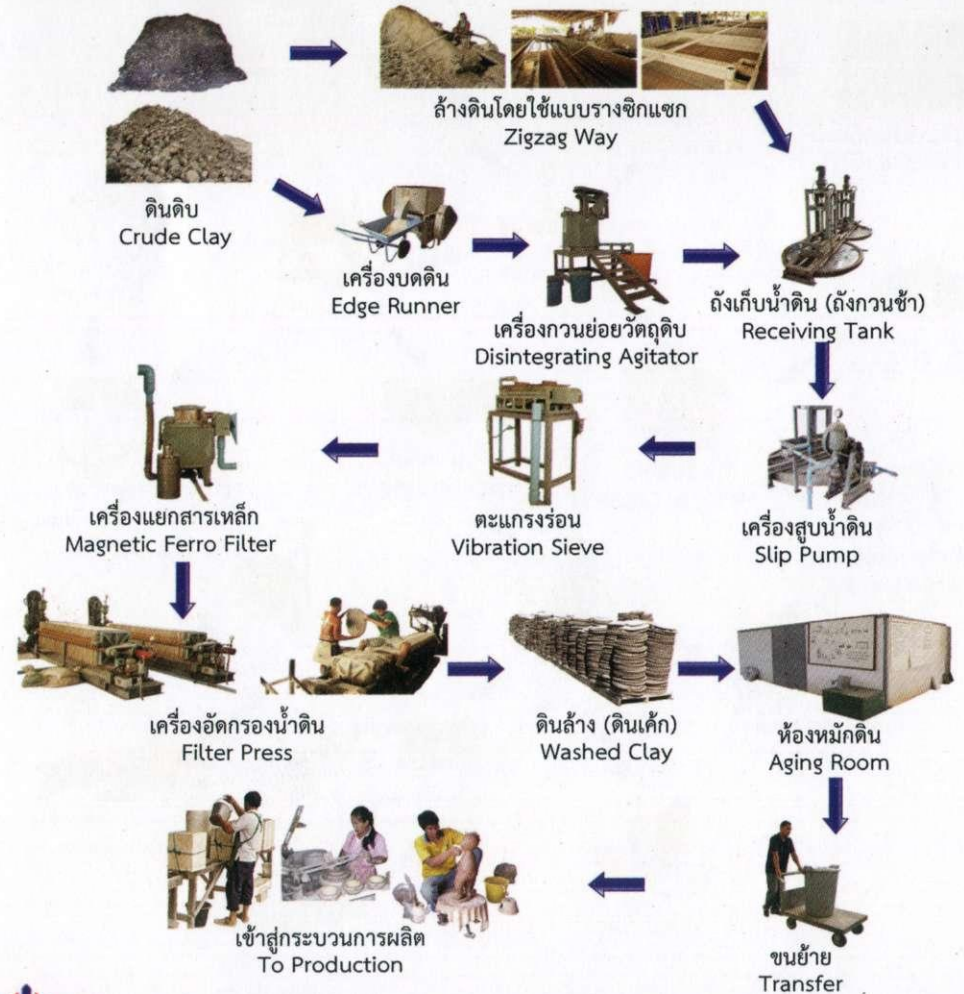 ล้างดินโดยใช้แบบรางซิกแซก
Zigzag Way
ดินดิบ
Crude Clay
เครื่องบดดิน
Edge Runner
เครื่องกวนย่อยวัตถุดิบ
Disintegrating Agitator
ถังเก็บน้ำดิน (ถังกวนช้า)
Receiving Tank
เครื่องแยกสารเหล็ก
Magnetic Ferro Filter
ตะแกรงร่อน
Vibration Sieve
เครื่องสูบน้ำดิน
Slip Pump
เครื่องอัดกรองน้ำดิน
Filter Press
ดินล้าง (ดินเค้ก)
Washed Clay
ห้องหมักดิน
Aging Room
เข้าสู่กระบวนการผลิต
To Production
ขนย้าย
Transfer